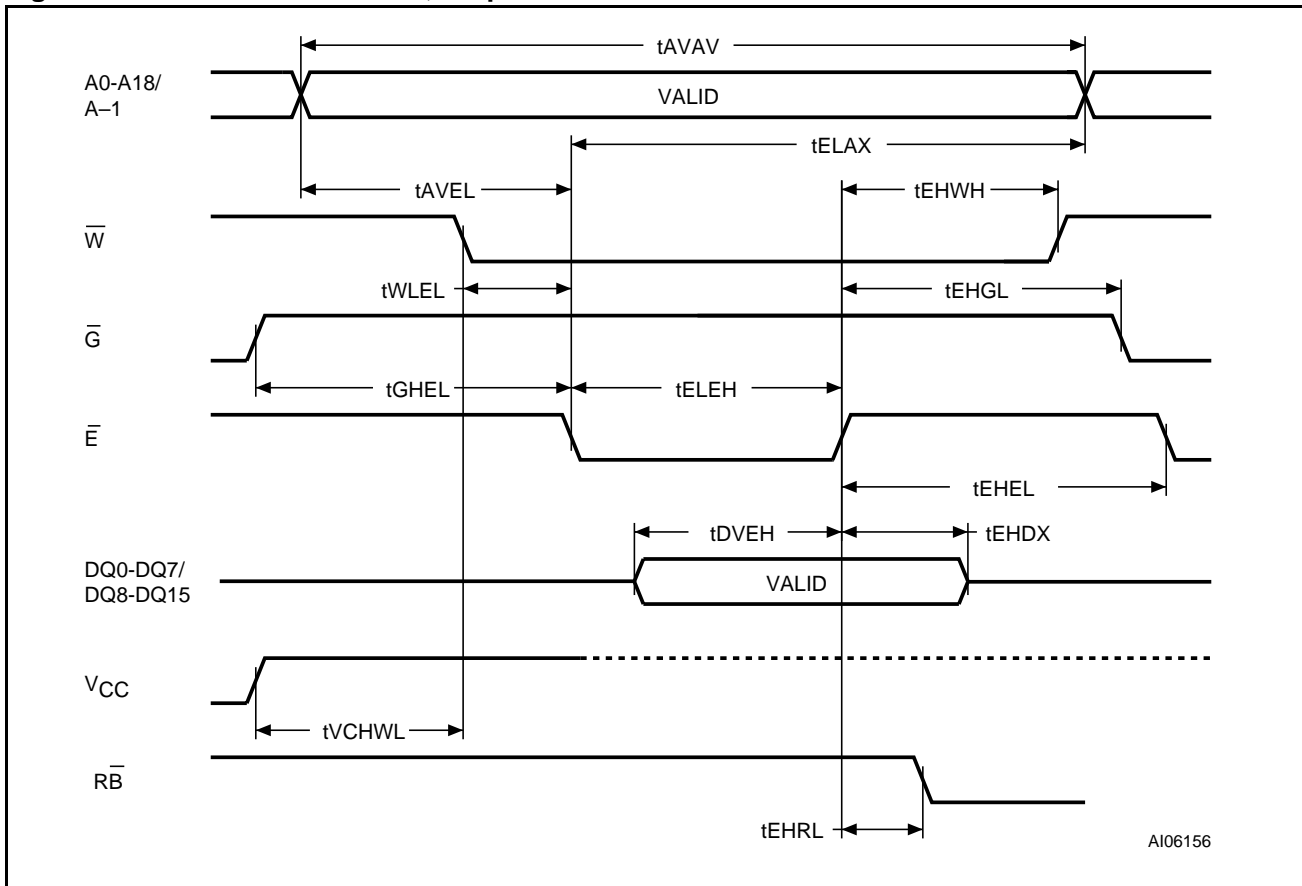 tAVAV
A0-A18/
A–1
VALID
tELAX
tAVEL
tEHWH
W̅
tWLEL
tEHGL
G̅
tGHEL
tELEH
E̅
tEHEL
tDVEH
tEHDX
DQ0-DQ7/
DQ8-DQ15
VALID
VCC
tVCHWL
RB̅
tEHRL
AI06156